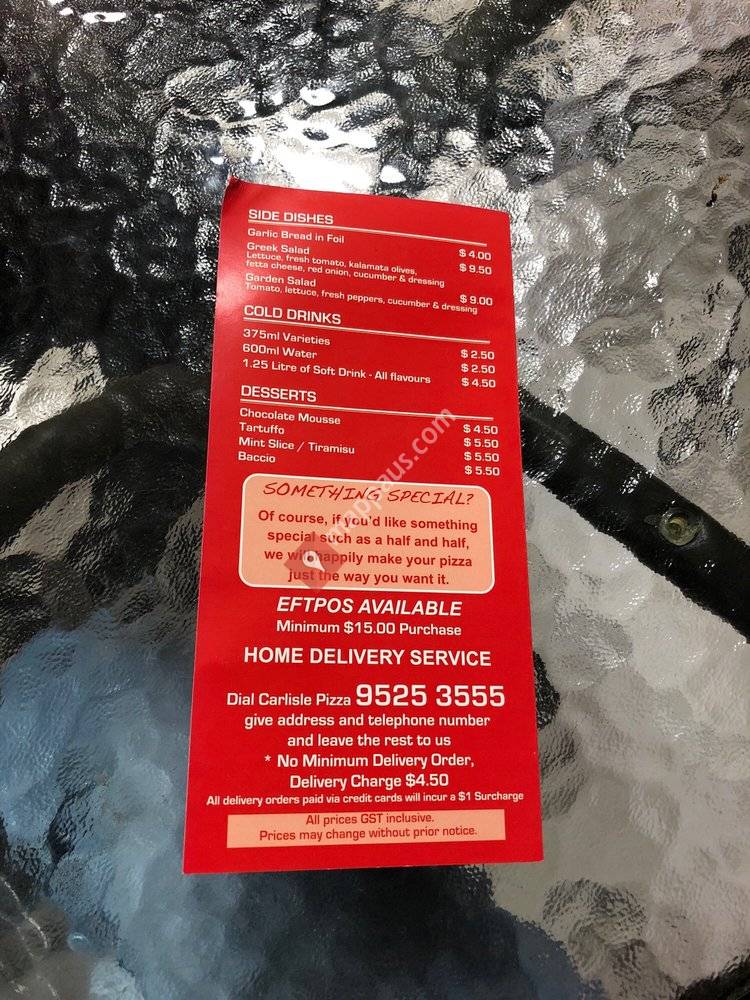 SIDE DISHES
Garlic Bread in Foil $4.00
Greek Salad $9.50
Lettuce, fresh tomato, kalamata olives,
fetta cheese, red onion, cucumber & dressing
Garden Salad $9.00
Tomato, lettuce, fresh peppers, cucumber & dressing
COLD DRINKS
375ml Varieties $2.50
600ml Water $2.50
1.25 Litre of Soft Drink - All flavours $4.50
DESSERTS
Chocolate Mousse $4.50
Tartuffo $5.50
Mint Slice / Tiramisu $5.50
Baccio $5.50
SOMETHING SPECIAL?
Of course, if you'd like something
special such as a half and half,
we will happily make your pizza
just the way you want it.
EFTPOS AVAILABLE
Minimum $15.00 Purchase
HOME DELIVERY SERVICE
Dial Carlisle Pizza 9525 3555
give address and telephone number
and leave the rest to us
* No Minimum Delivery Order,
Delivery Charge $4.50
All delivery orders paid via credit cards will incur a $1 Surcharge
All prices GST inclusive.
Prices may change without prior notice.
mappaus.com